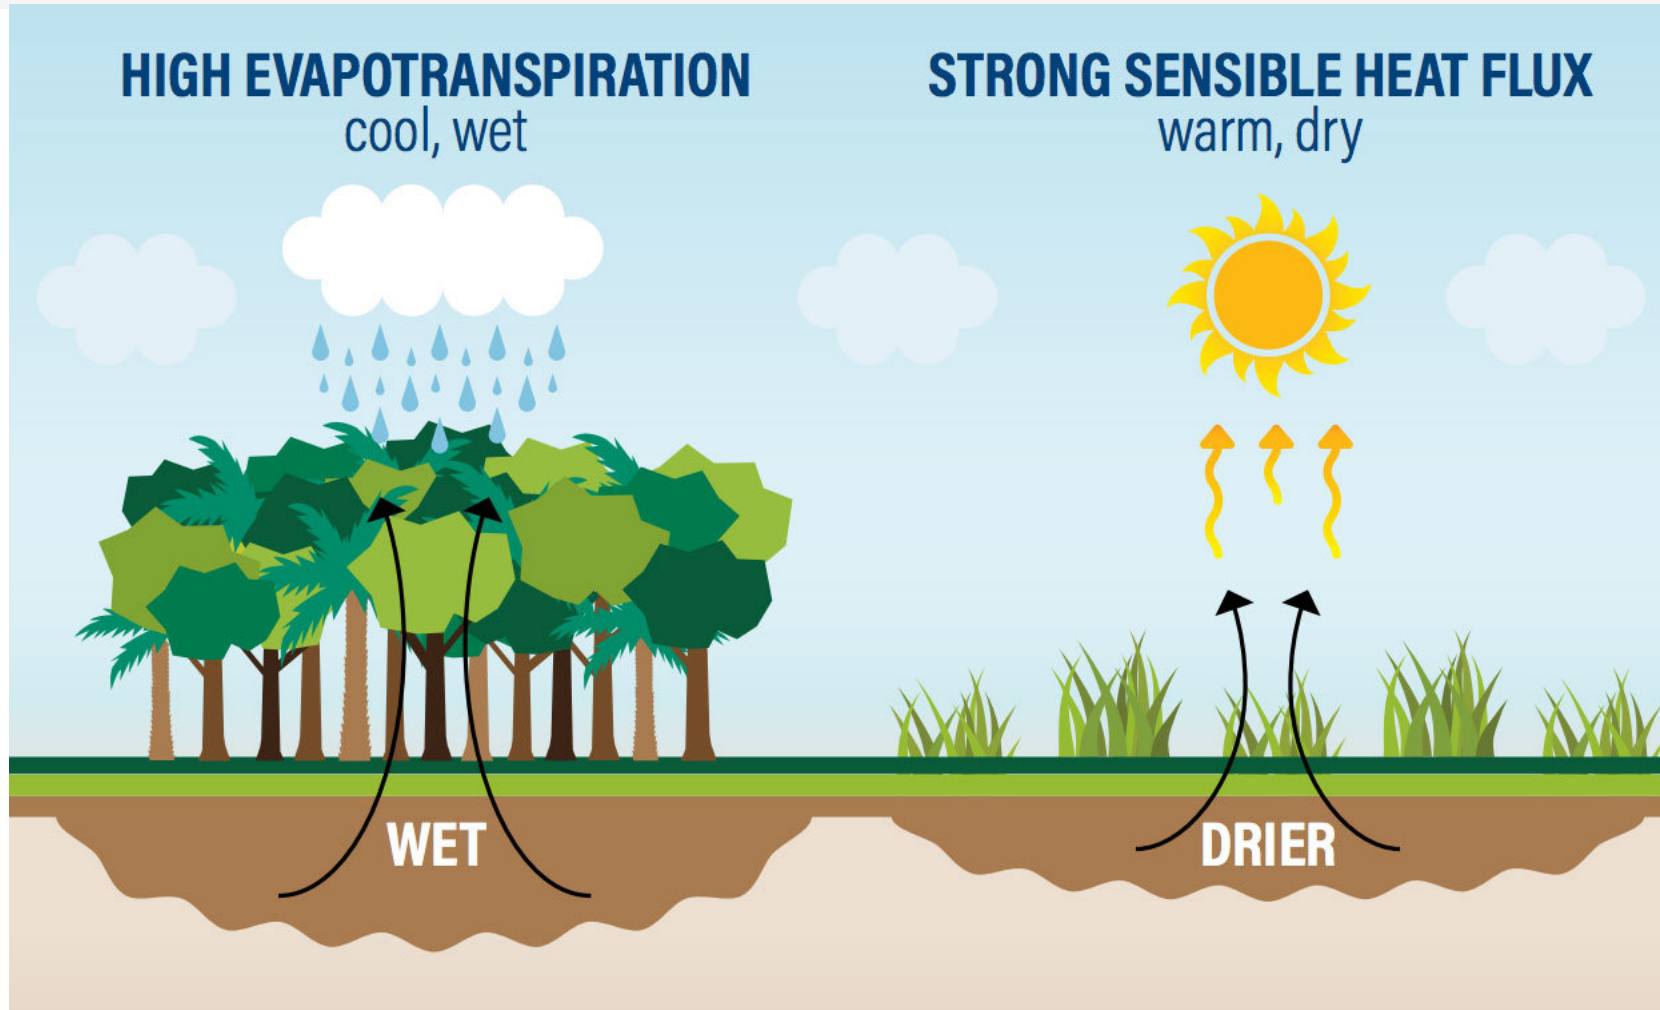 HIGH EVAPOTRANSPIRATION
cool, wet
STRONG SENSIBLE HEAT FLUX
warm, dry
WET
DRIER